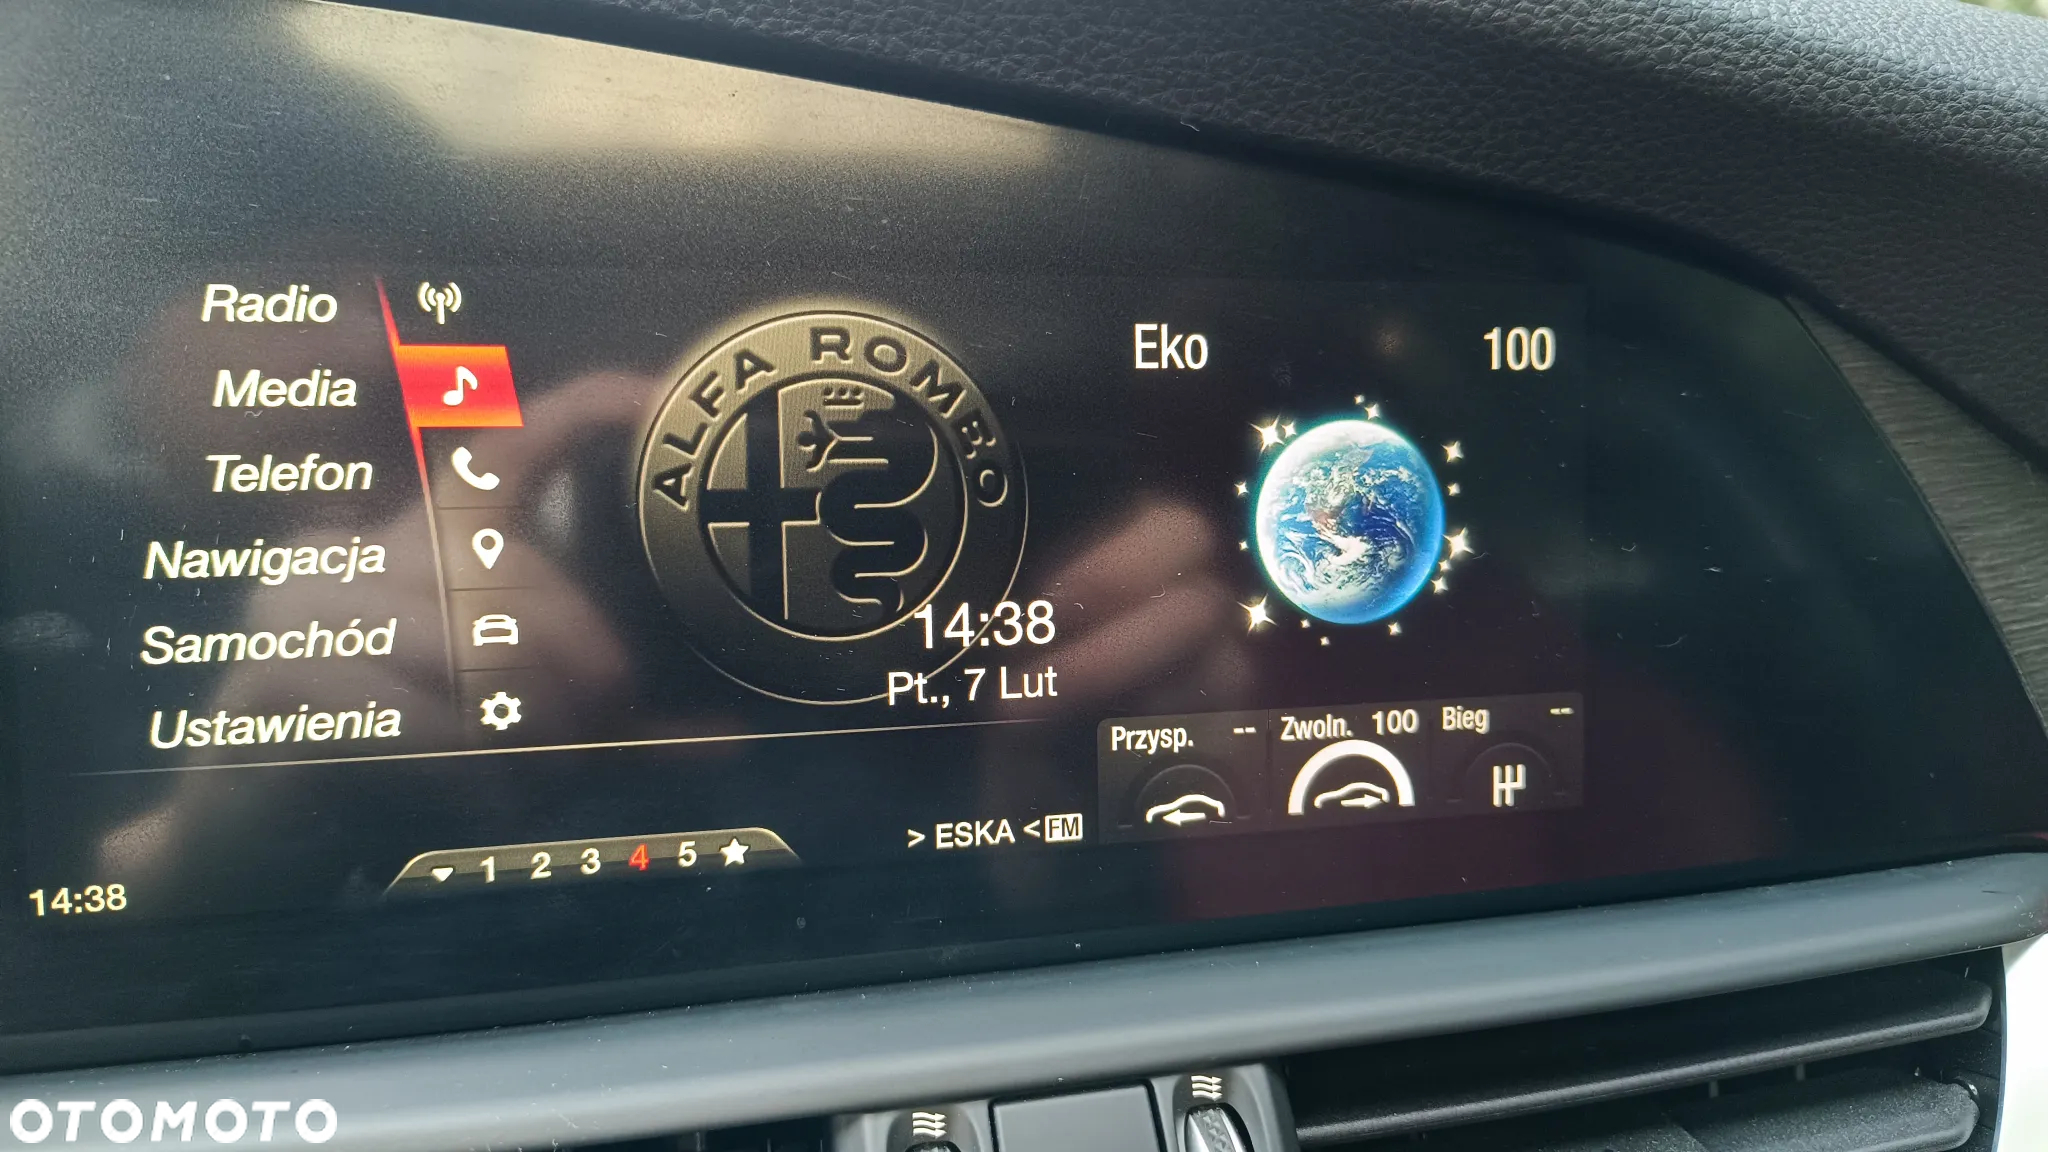 Radio
Media
Telefon
Nawigacja
Samochód
Ustawienia
ALFA ROMEO
14:38
Pt., 7 Lut
Eko 100
Przysp. -- Zwoln. 100 Bieg --
> ESKA < FM
1 2 3 4 5
14:38
OTOMOTO